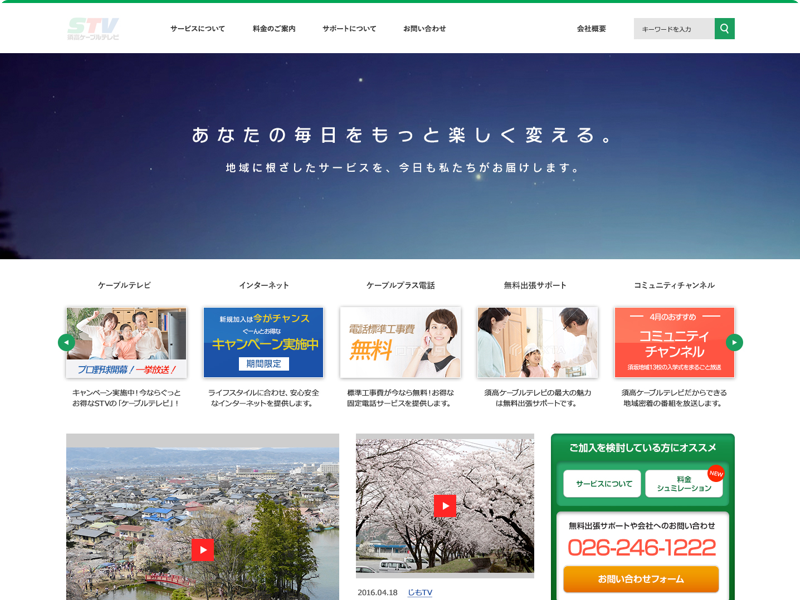 STV
須高ケーブルテレビ
サービスについて
料金のご案内
サポートについて
お問い合わせ
会社概要
キーワードを入力
あなたの毎日をもっと楽しく変える。
地域に根ざしたサービスを、今日も私たちがお届けします。
ケーブルテレビ
インターネット
ケーブルプラス電話
無料出張サポート
コミュニティチャンネル
プロ野球開幕!一挙放送!
新規加入は今がチャンス
ぐーんとお得な
キャンペーン実施中
期間限定
電話標準工事費
無料
4月のおすすめ
コミュニティ
チャンネル
須坂地域13校の入学式をまるごと放送
キャンペーン実施中!今ならぐっと
お得なSTVの「ケーブルテレビ」!
ライフスタイルに合わせ、安心安全
なインターネットを提供します。
標準工事費が今なら無料!お得な
固定電話サービスを提供します。
須高ケーブルテレビの最大の魅力
は無料出張サポートです。
須高ケーブルテレビだからできる
地域密着の番組を放送します。
ご加入を検討している方にオススメ
サービスについて
料金
シュミレーション
NEW
無料出張サポートや会社へのお問い合わせ
026-246-1222
お問い合わせフォーム
2016.04.18 じもTV